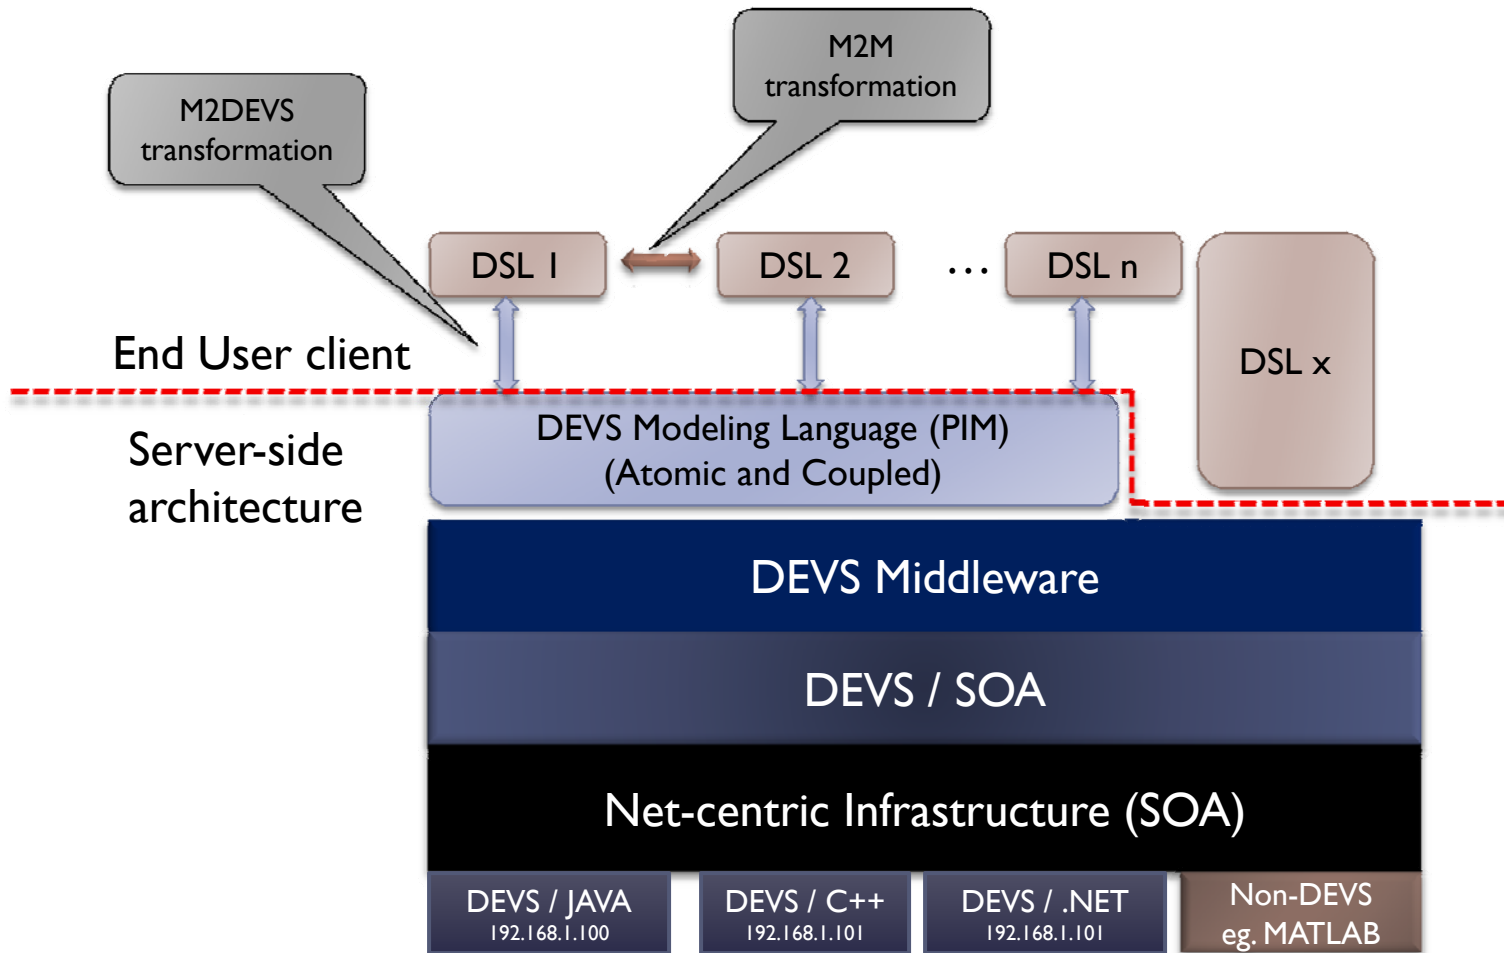 M2M
transformation
M2DEVS
transformation
DSL 1
DSL 2
...
DSL n
DSL x
End User client
DEVS Modeling Language (PIM)
(Atomic and Coupled)
Server-side
architecture
DEVS Middleware
DEVS / SOA
Net-centric Infrastructure (SOA)
DEVS / JAVA
192.168.1.100
DEVS / C++
192.168.1.101
DEVS / .NET
192.168.1.101
Non-DEVS
eg. MATLAB